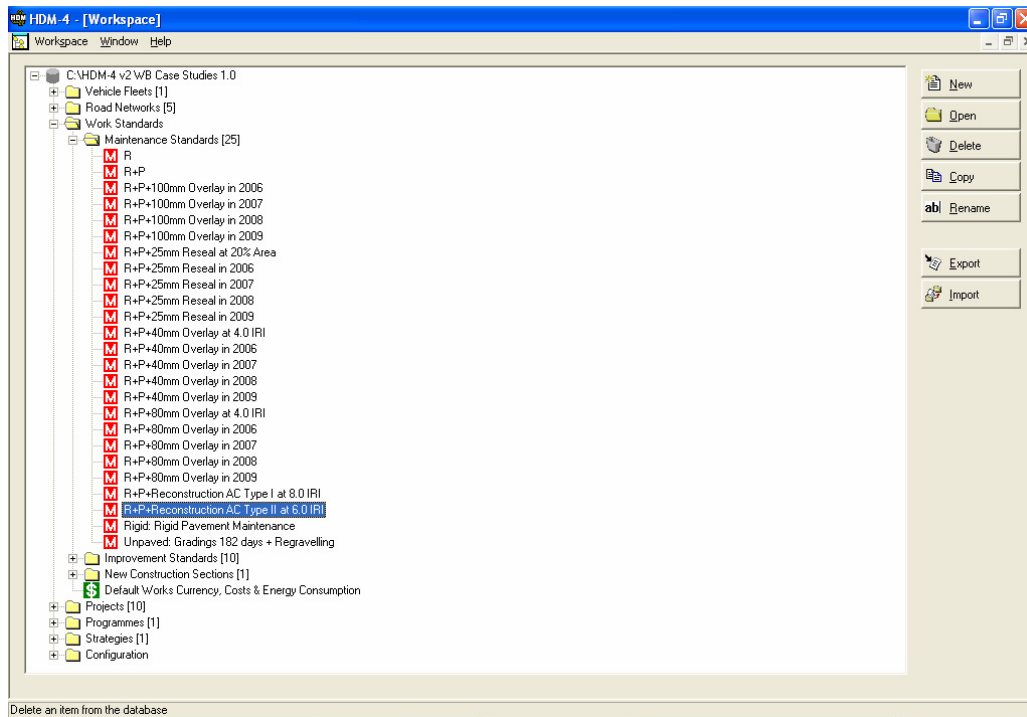 HDM-4 - [Workspace]
Workspace Window Help
C:\HDM-4 v2 WB Case Studies 1.0
Vehicle Fleets [1]
Road Networks [5]
Work Standards
Maintenance Standards [25]
M R
M R+P
M R+P+100mm Overlay in 2006
M R+P+100mm Overlay in 2007
M R+P+100mm Overlay in 2008
M R+P+100mm Overlay in 2009
M R+P+25mm Reseal at 20% Area
M R+P+25mm Reseal in 2006
M R+P+25mm Reseal in 2007
M R+P+25mm Reseal in 2008
M R+P+25mm Reseal in 2009
M R+P+40mm Overlay at 4.0 IRI
M R+P+40mm Overlay in 2006
M R+P+40mm Overlay in 2007
M R+P+40mm Overlay in 2008
M R+P+40mm Overlay in 2009
M R+P+80mm Overlay at 4.0 IRI
M R+P+80mm Overlay in 2006
M R+P+80mm Overlay in 2007
M R+P+80mm Overlay in 2008
M R+P+80mm Overlay in 2009
M R+P+Reconstruction AC Type I at 8.0 IRI
M R+P+Reconstruction AC Type II at 6.0 IRI
M Rigid: Rigid Pavement Maintenance
M Unpaved: Gradings 182 days + Regravelling
Improvement Standards [10]
New Construction Sections [1]
$ Default Works Currency, Costs & Energy Consumption
Projects [10]
Programmes [1]
Strategies [1]
Configuration
New
Open
Delete
Copy
ab Rename
Export
Import
Delete an item from the database